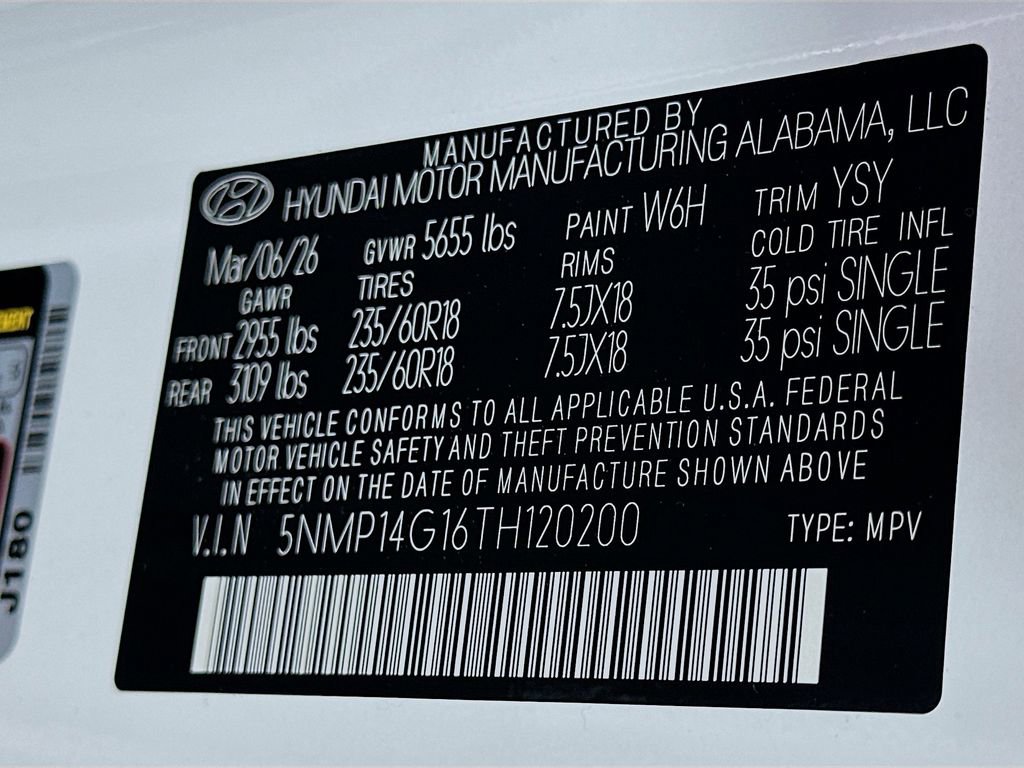 MANUFACTURED BY
HYUNDAI MOTOR MANUFACTURING ALABAMA, LLC
Mar/06/26 GVWR 5655 lbs PAINT W6H TRIM YSY
GAWR TIRES RIMS COLD TIRE INFL
FRONT 2955 lbs 235/60R18 7.5JX18 35 psi SINGLE
REAR 3109 lbs 235/60R18 7.5JX18 35 psi SINGLE
THIS VEHICLE CONFORMS TO ALL APPLICABLE U.S.A. FEDERAL
MOTOR VEHICLE SAFETY AND THEFT PREVENTION STANDARDS
IN EFFECT ON THE DATE OF MANUFACTURE SHOWN ABOVE
V.I.N 5NMP14G16TH120200 TYPE: MPV
J180